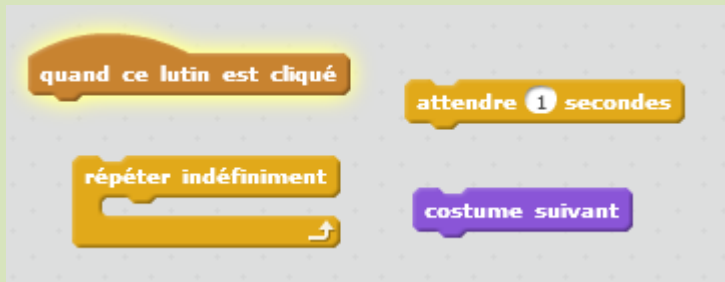 quand ce lutin est cliqué
attendre 1 secondes
répéter indéfiniment
costume suivant